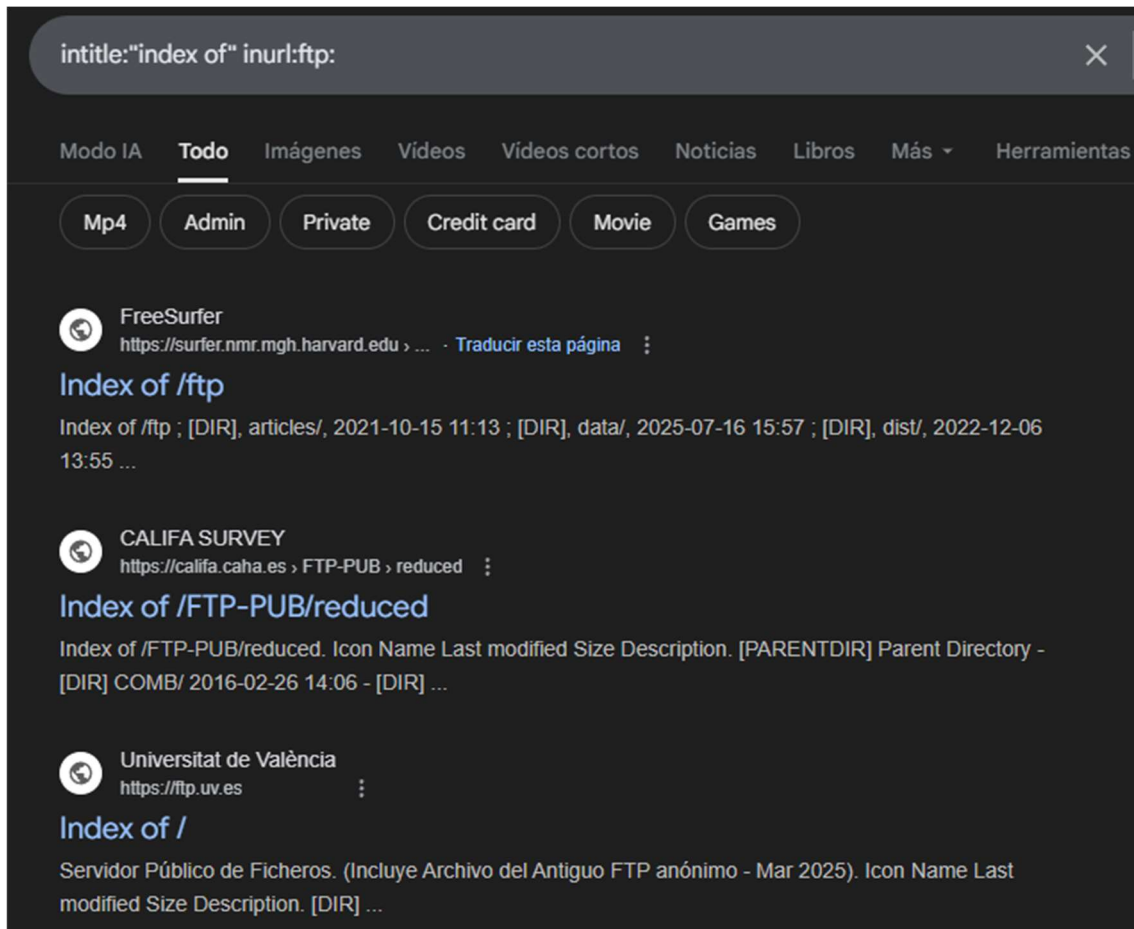 intitle:"index of" inurl:ftp:
Modo IA Todo Imágenes Vídeos Vídeos cortos Noticias Libros Más Herramientas
Mp4 Admin Private Credit card Movie Games
FreeSurfer
https://surfer.nmr.mgh.harvard.edu › ... · Traducir esta página
Index of /ftp
Index of /ftp ; [DIR], articles/, 2021-10-15 11:13 ; [DIR], data/, 2025-07-16 15:57 ; [DIR], dist/, 2022-12-06
13:55 ...
CALIFA SURVEY
https://califa.caha.es › FTP-PUB › reduced
Index of /FTP-PUB/reduced
Index of /FTP-PUB/reduced. Icon Name Last modified Size Description. [PARENTDIR] Parent Directory -
[DIR] COMB/ 2016-02-26 14:06 - [DIR] ...
Universitat de València
https://ftp.uv.es
Index of /
Servidor Público de Ficheros. (Incluye Archivo del Antiguo FTP anónimo - Mar 2025). Icon Name Last
modified Size Description. [DIR] ...